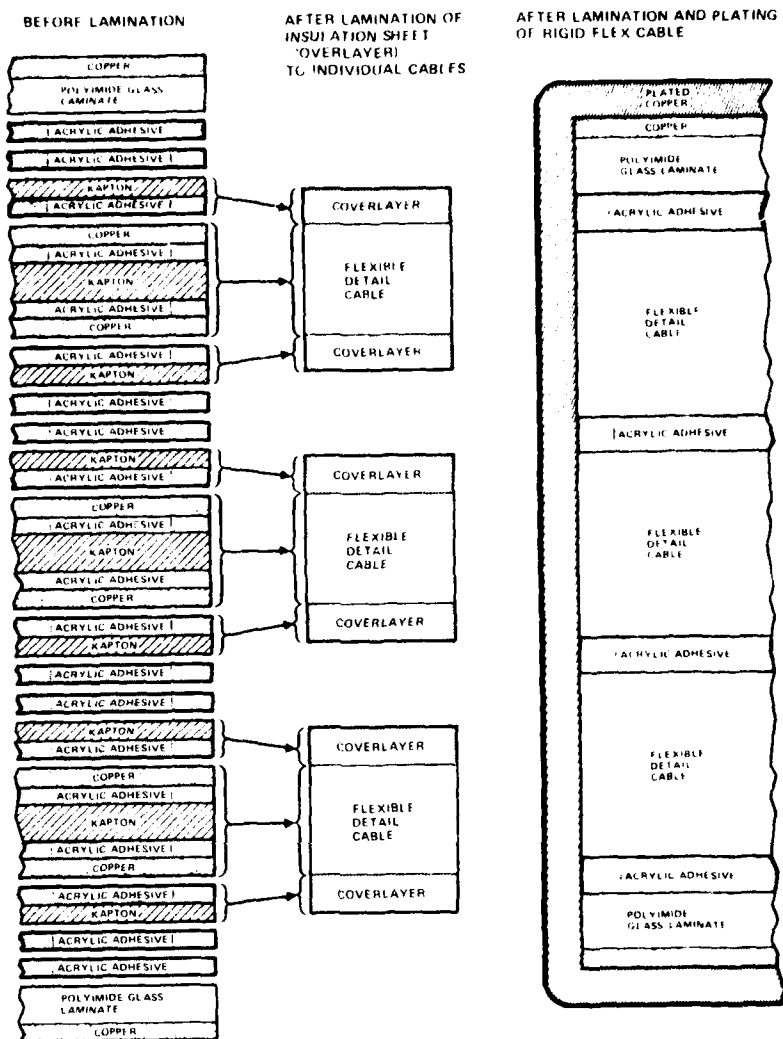 BEFORE LAMINATION
COPPER
POLYIMIDE GLASS
LAMINATE
[ACRYLIC ADHESIVE]
[ACRYLIC ADHESIVE]
KAPTON
[ACRYLIC ADHESIVE]
COPPER
[ACRYLIC ADHESIVE]
KAPTON
ACRYLIC ADHESIVE]
COPPER
ACRYLIC ADHESIVE]
KAPTON
[ACRYLIC ADHESIVE]
[ACRYLIC ADHESIVE]
KAPTON
[ACRYLIC ADHESIVE]
COPPER
[ACRYLIC ADHESIVE]
KAPTON
ACRYLIC ADHESIVE
COPPER
[ACRYLIC ADHESIVE]
KAPTON
[ACRYLIC ADHESIVE]
[ACRYLIC ADHESIVE
KAPTON
[ACRYLIC ADHESIVE]
COPPER
[ACRYLIC ADHESIVE]
KAPTON
ACRYLIC ADHESIVE]
COPPER
ACRYLIC ADHESIVE]
KAPTON
[ACRYLIC ADHESIVE]
[ACRYLIC ADHESIVE
POLYIMIDE GLASS
LAMINATE
COPPER
AFTER LAMINATION OF
INSULATION SHEET
OVERLAYER)
TO INDIVIDUAL CABLES
COVERLAYER
FLEXIBLE
DETAIL
CABLE
COVERLAYER
COVERLAYER
FLEXIBLE
DETAIL
CABLE
COVERLAYER
COVERLAYER
FLEXIBLE
DETAIL
CABLE
COVERLAYER
AFTER LAMINATION AND PLATING
OF RIGID FLEX CABLE
PLATED
COPPER
COPPER
POLYIMIDE
GLASS LAMINATE
[ACRYLIC ADHESIVE
FLEXIBLE
DETAIL
CABLE
[ACRYLIC ADHESIVE
FLEXIBLE
DETAIL
CABLE
[ACRYLIC ADHESIVE
FLEXIBLE
DETAIL
CABLE
[ACRYLIC ADHESIVE
POLYIMIDE
GLASS LAMINATE